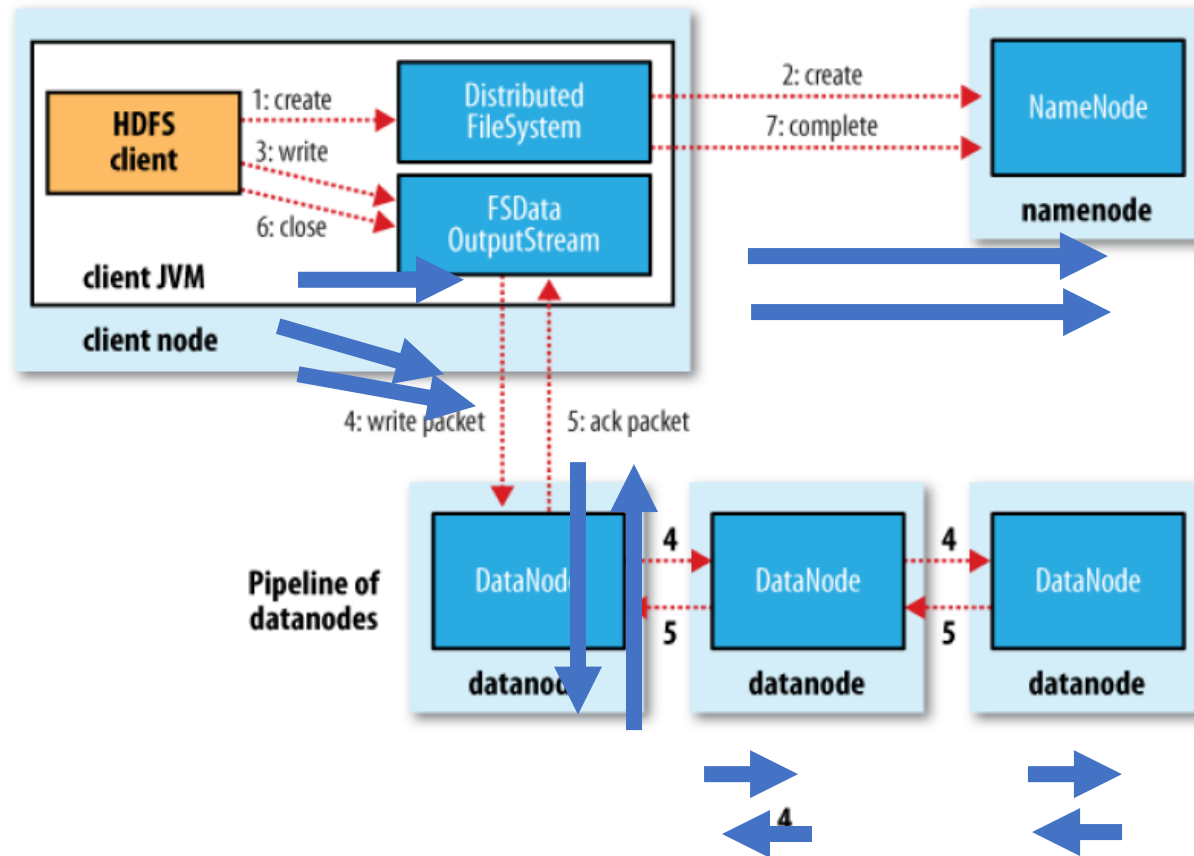 1: create
HDFS
client
3: write
6: close
Distributed
FileSystem
FSData
OutputStream
client JVM
client node
2: create
7: complete
NameNode
namenode
4: write packet
5: ack packet
Pipeline of
datanodes
DataNode
datanode
4
5
DataNode
datanode
4
5
DataNode
datanode
4